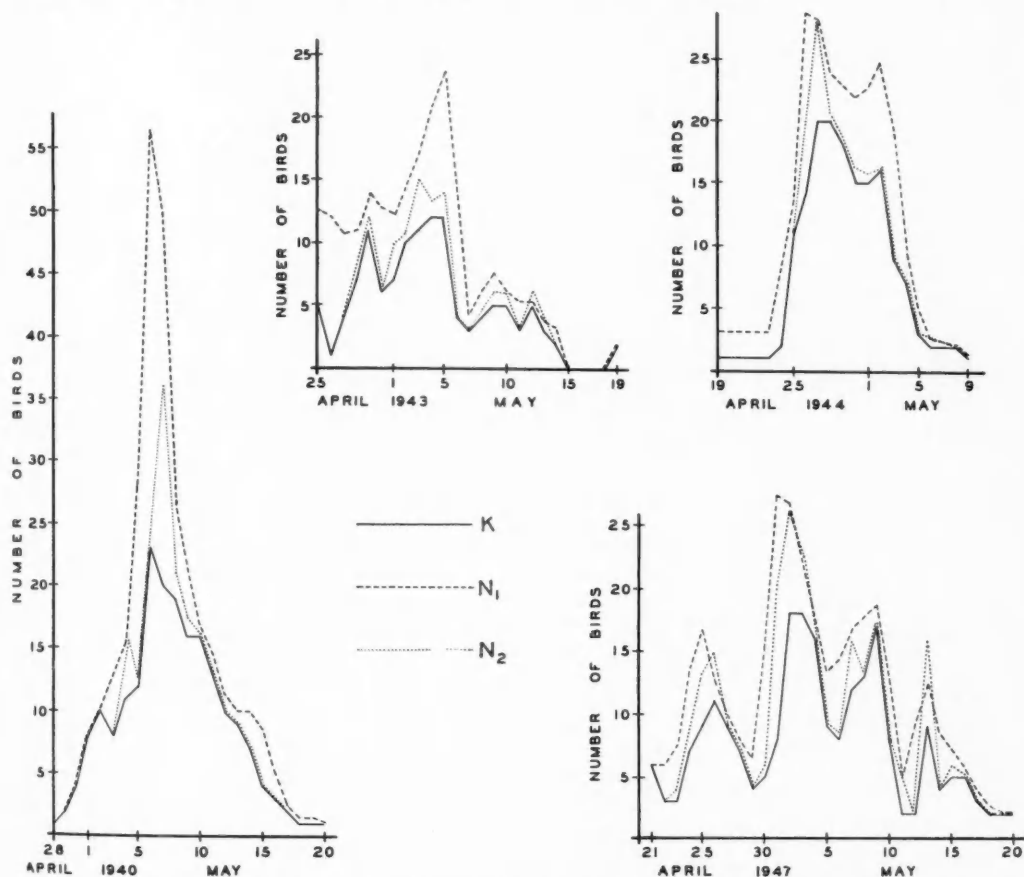 NUMBER OF BIRDS
55
50
45
40
35
30
25
20
15
10
5
28 1 5 10 15 20
APRIL 1940 MAY
NUMBER OF BIRDS
25
20
15
10
5
25 1 5 10 15 19
APRIL 1943 MAY
NUMBER OF BIRDS
25
20
15
10
5
19 25 1 5 9
APRIL 1944 MAY
K
N₁
N₂
NUMBER OF BIRDS
25
20
15
10
5
21 25 30 5 10 15 20
APRIL 1947 MAY